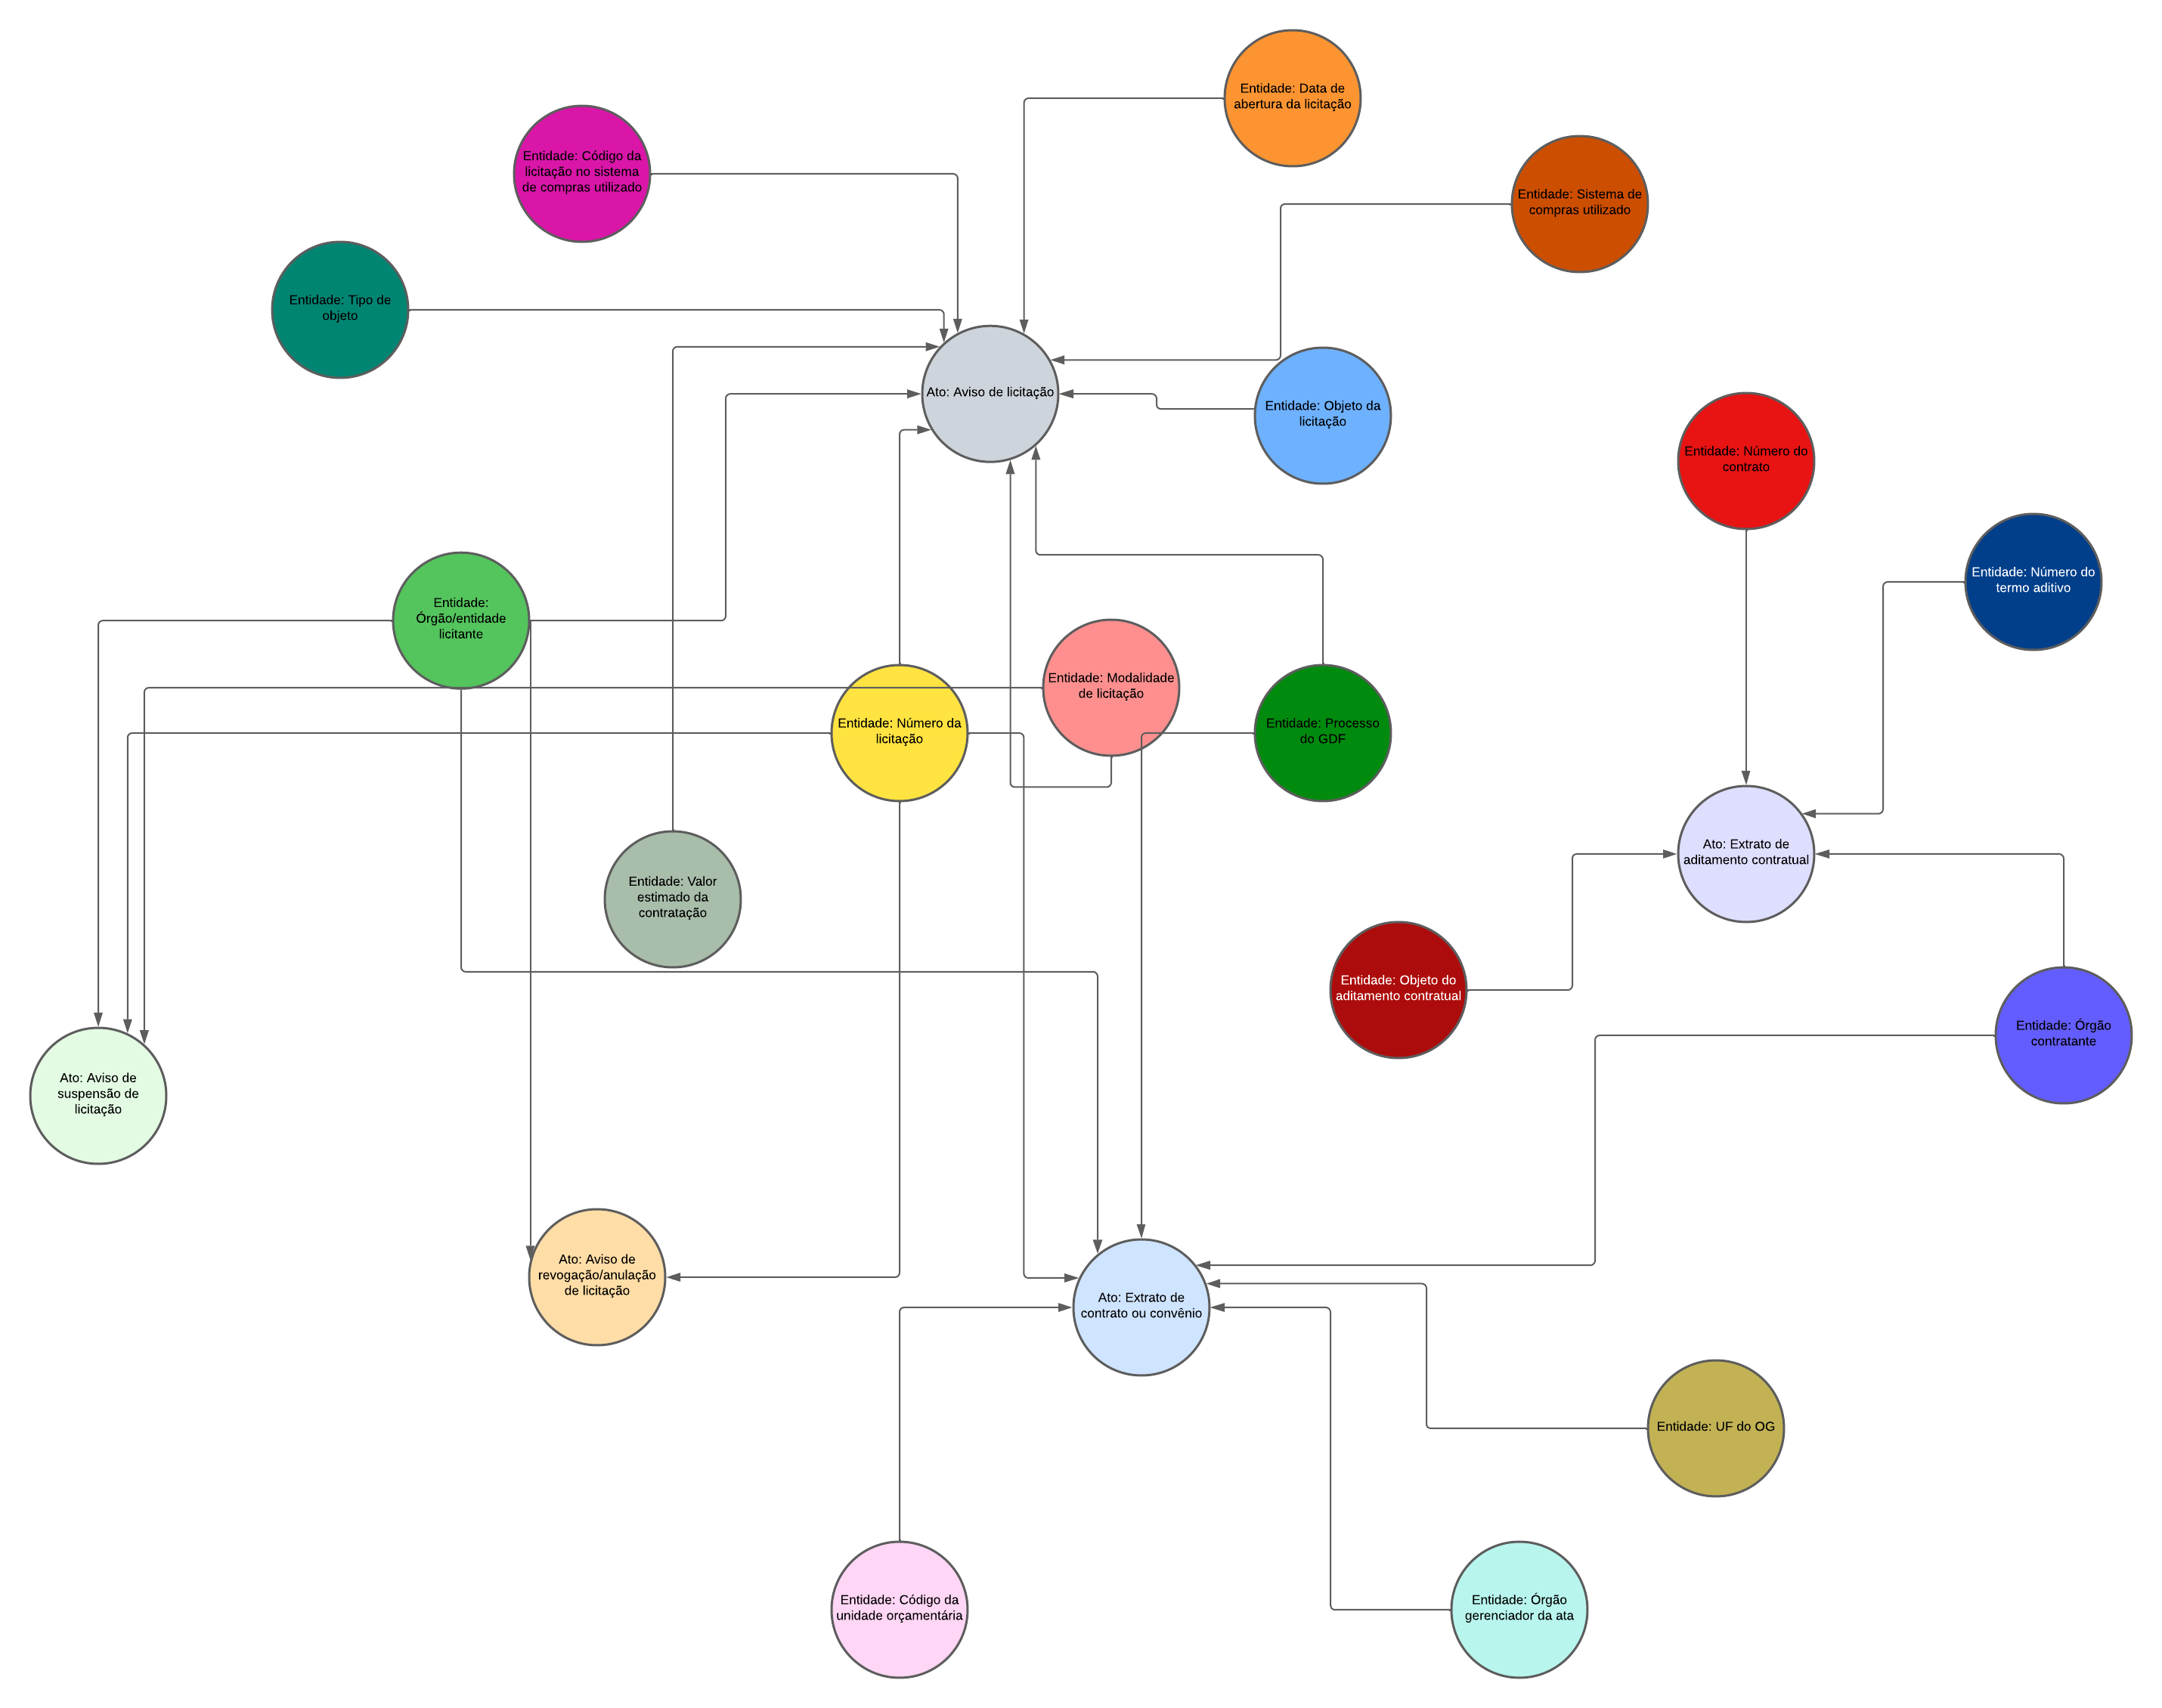 Entidade: Data de
abertura da licitação
Entidade: Código da
licitação no sistema
de compras utilizado
Entidade: Sistema de
compras utilizado
Entidade: Tipo de
objeto
Ato: Aviso de licitação
Entidade: Objeto da
licitação
Entidade: Número do
contrato
Entidade: Número do
termo aditivo
Entidade:
Órgão/entidade
licitante
Entidade: Modalidade
de licitação
Entidade: Número da
licitação
Entidade: Processo
do GDF
Ato: Extrato de
aditamento contratual
Entidade: Valor
estimado da
contratação
Entidade: Objeto do
aditamento contratual
Entidade: Órgão
contratante
Ato: Aviso de
suspensão de
licitação
Ato: Aviso de
revogação/anulação
de licitação
Ato: Extrato de
contrato ou convênio
Entidade: UF do OG
Entidade: Código da
unidade orçamentária
Entidade: Órgão
gerenciador da ata